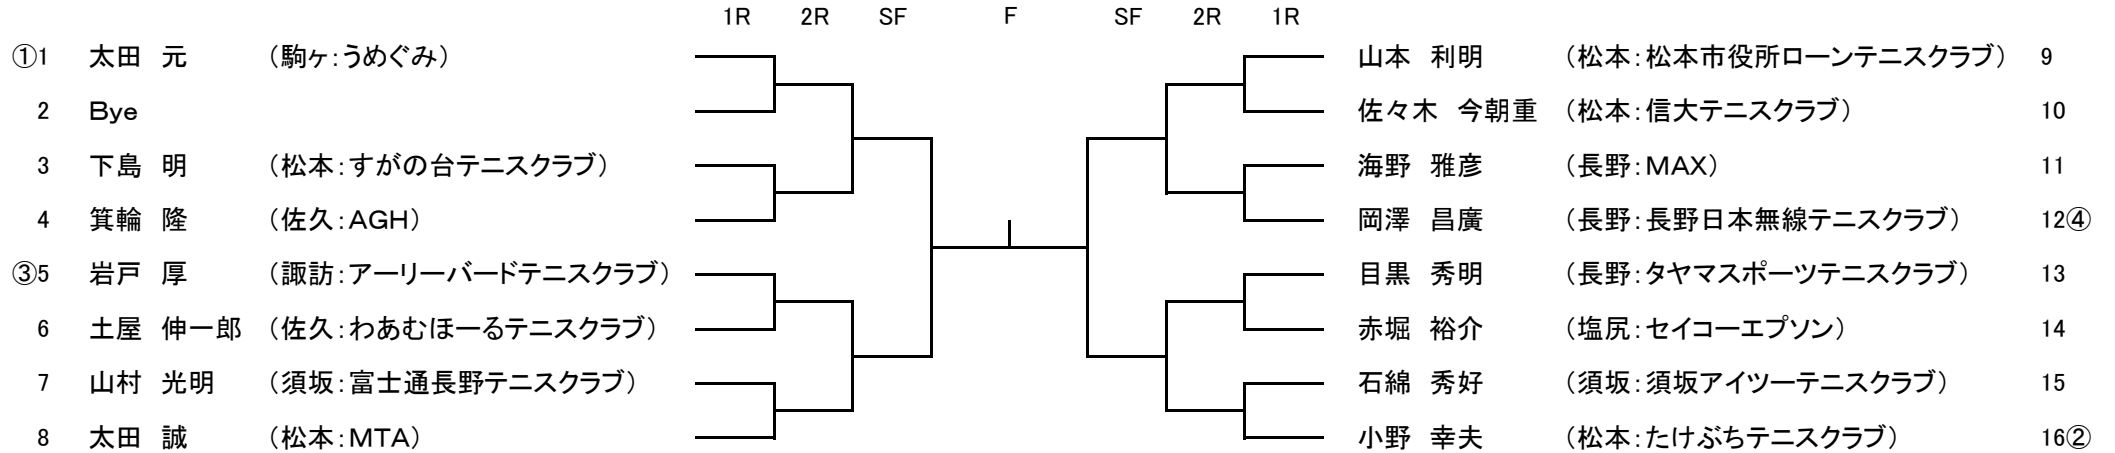 1R 2R SF F SF 2R 1R
①1 太田 元 (駒ヶ:うめぐみ) 山本 利明 (松本:松本市役所ローンテニスクラブ) 9
2 Bye 佐々木 今朝重 (松本:信大テニスクラブ) 10
3 下島 明 (松本:すがの台テニスクラブ) 海野 雅彦 (長野:MAX) 11
4 箕輪 隆 (佐久:AGH) 岡澤 昌廣 (長野:長野日本無線テニスクラブ) 12④
③5 岩戸 厚 (諏訪:アーリーバードテニスクラブ) 目黒 秀明 (長野:タヤマスポーツテニスクラブ) 13
6 土屋 伸一郎 (佐久:わあむほーるテニスクラブ) 赤堀 裕介 (塩尻:セイコーエプソン) 14
7 山村 光明 (須坂:富士通長野テニスクラブ) 石綿 秀好 (須坂:須坂アイツーテニスクラブ) 15
8 太田 誠 (松本:MTA) 小野 幸夫 (松本:たけぶちテニスクラブ) 16②